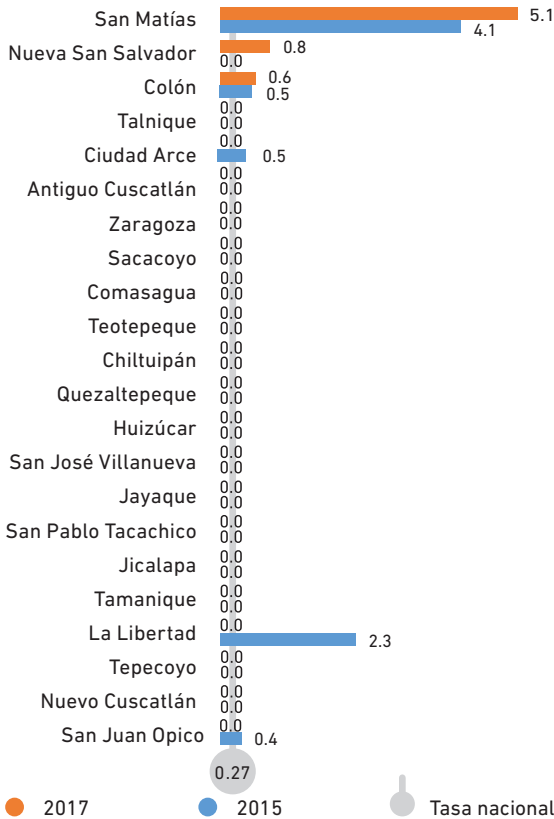 San Matías 5.1
4.1
Nueva San Salvador 0.8
0.0
Colón 0.6
0.5
Talnique 0.0
0.0
Ciudad Arce 0.0
0.5
Antiguo Cuscatlán 0.0
0.0
Zaragoza 0.0
0.0
Sacacoyo 0.0
0.0
Comasagua 0.0
0.0
Teotepeque 0.0
0.0
Chiltuipán 0.0
0.0
Quezaltepeque 0.0
0.0
Huizúcar 0.0
0.0
San José Villanueva 0.0
0.0
Jayaque 0.0
0.0
San Pablo Tacachico 0.0
0.0
Jicalapa 0.0
0.0
Tamanique 0.0
0.0
La Libertad 0.0
2.3
Tepecoyo 0.0
0.0
Nuevo Cuscatlán 0.0
0.0
San Juan Opico 0.0
0.4
0.27
2017 2015 Tasa nacional